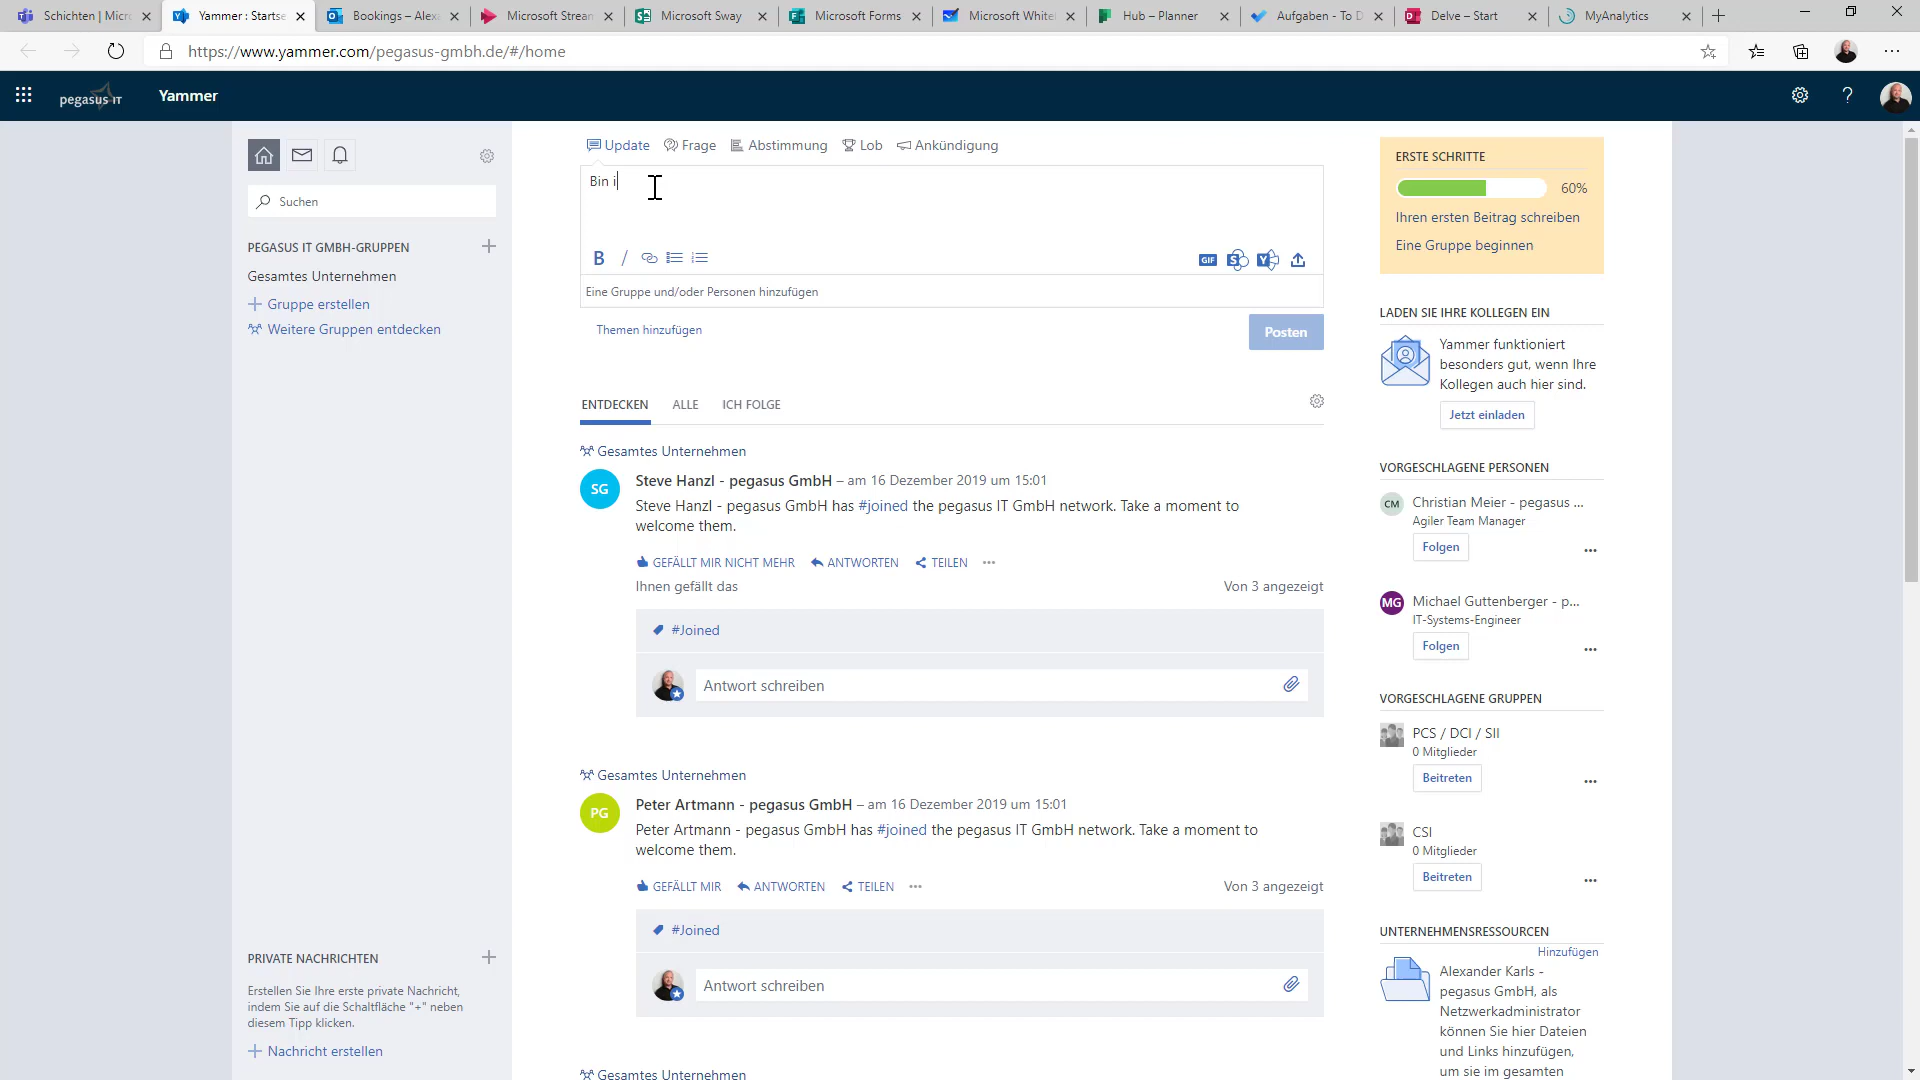 Schichten | Micr
Yammer : Startse
Bookings – Alex
Microsoft Strean
Microsoft Sway
Microsoft Forms
Microsoft White
Hub – Planner
Aufgaben - To D
Delve – Start
MyAnalytics
https://www.yammer.com/pegasus-gmbh.de/#/home
pegasus IT
Yammer
Update
Frage
Abstimmung
Lob
Ankündigung
Bin i
B
GIF
Eine Gruppe und/oder Personen hinzufügen
Themen hinzufügen
Posten
Suchen
PEGASUS IT GMBH-GRUPPEN
Gesamtes Unternehmen
Gruppe erstellen
Weitere Gruppen entdecken
PRIVATE NACHRICHTEN
Erstellen Sie Ihre erste private Nachricht,
indem Sie auf die Schaltfläche "+" neben
diesem Tipp klicken.
Nachricht erstellen
ENTDECKEN
ALLE
ICH FOLGE
Gesamtes Unternehmen
SG
Steve Hanzl - pegasus GmbH – am 16 Dezember 2019 um 15:01
Steve Hanzl - pegasus GmbH has #joined the pegasus IT GmbH network. Take a moment to
welcome them.
GEFÄLLT MIR NICHT MEHR
ANTWORTEN
TEILEN
Ihnen gefällt das
Von 3 angezeigt
#Joined
Antwort schreiben
Gesamtes Unternehmen
PG
Peter Artmann - pegasus GmbH – am 16 Dezember 2019 um 15:01
Peter Artmann - pegasus GmbH has #joined the pegasus IT GmbH network. Take a moment to
welcome them.
GEFÄLLT MIR
ANTWORTEN
TEILEN
Von 3 angezeigt
#Joined
Antwort schreiben
Gesamtes Unternehmen
ERSTE SCHRITTE
60%
Ihren ersten Beitrag schreiben
Eine Gruppe beginnen
LADEN SIE IHRE KOLLEGEN EIN
Yammer funktioniert
besonders gut, wenn Ihre
Kollegen auch hier sind.
Jetzt einladen
VORGESCHLAGENE PERSONEN
CM
Christian Meier - pegasus ...
Agiler Team Manager
Folgen
MG
Michael Guttenberger - p...
IT-Systems-Engineer
Folgen
VORGESCHLAGENE GRUPPEN
PCS / DCI / SII
0 Mitglieder
Beitreten
CSI
0 Mitglieder
Beitreten
UNTERNEHMENSRESSOURCEN
Hinzufügen
Alexander Karls -
pegasus GmbH, als
Netzwerkadministrator
können Sie hier Dateien
und Links hinzufügen,
um sie im gesamten